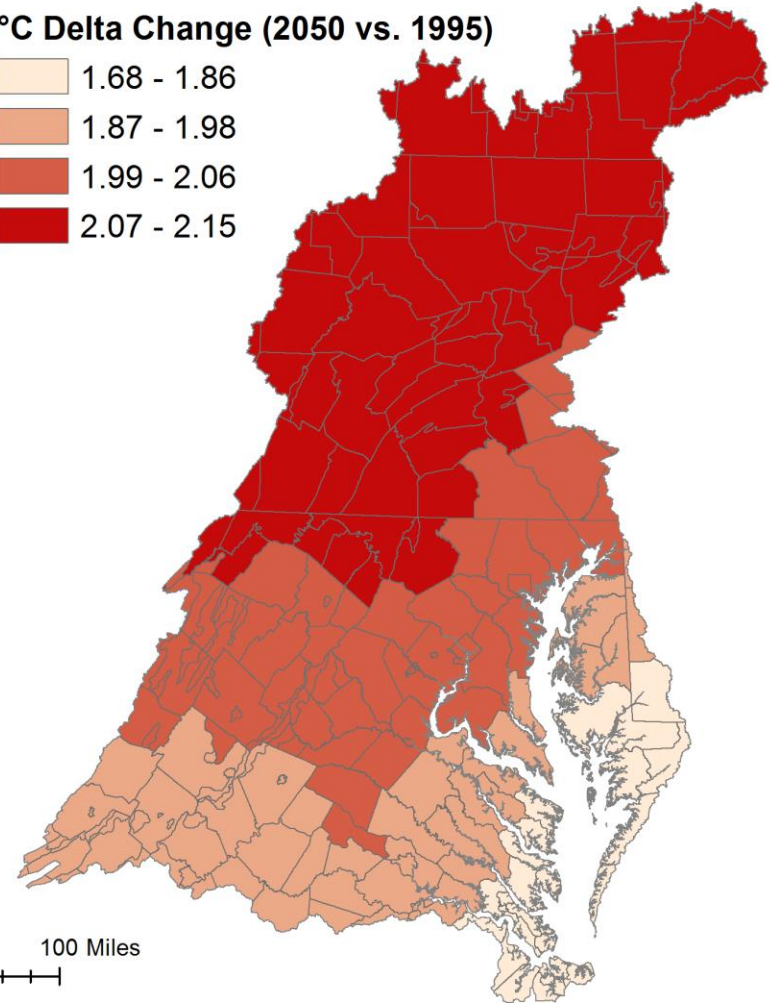 °C Delta Change (2050 vs. 1995)
1.68 - 1.86
1.87 - 1.98
1.99 - 2.06
2.07 - 2.15
100 Miles